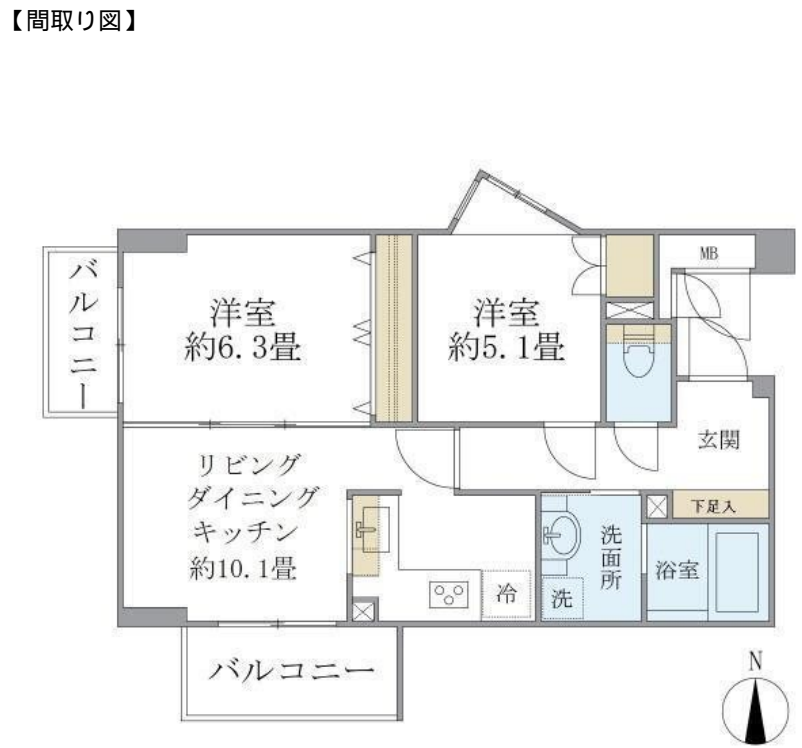 【間取り図】
MB
バルコニー
洋室
約6.3畳
洋室
約5.1畳
玄関
下足入
リビング
ダイニング
キッチン
約10.1畳
洗面所
浴室
冷
洗
バルコニー
N